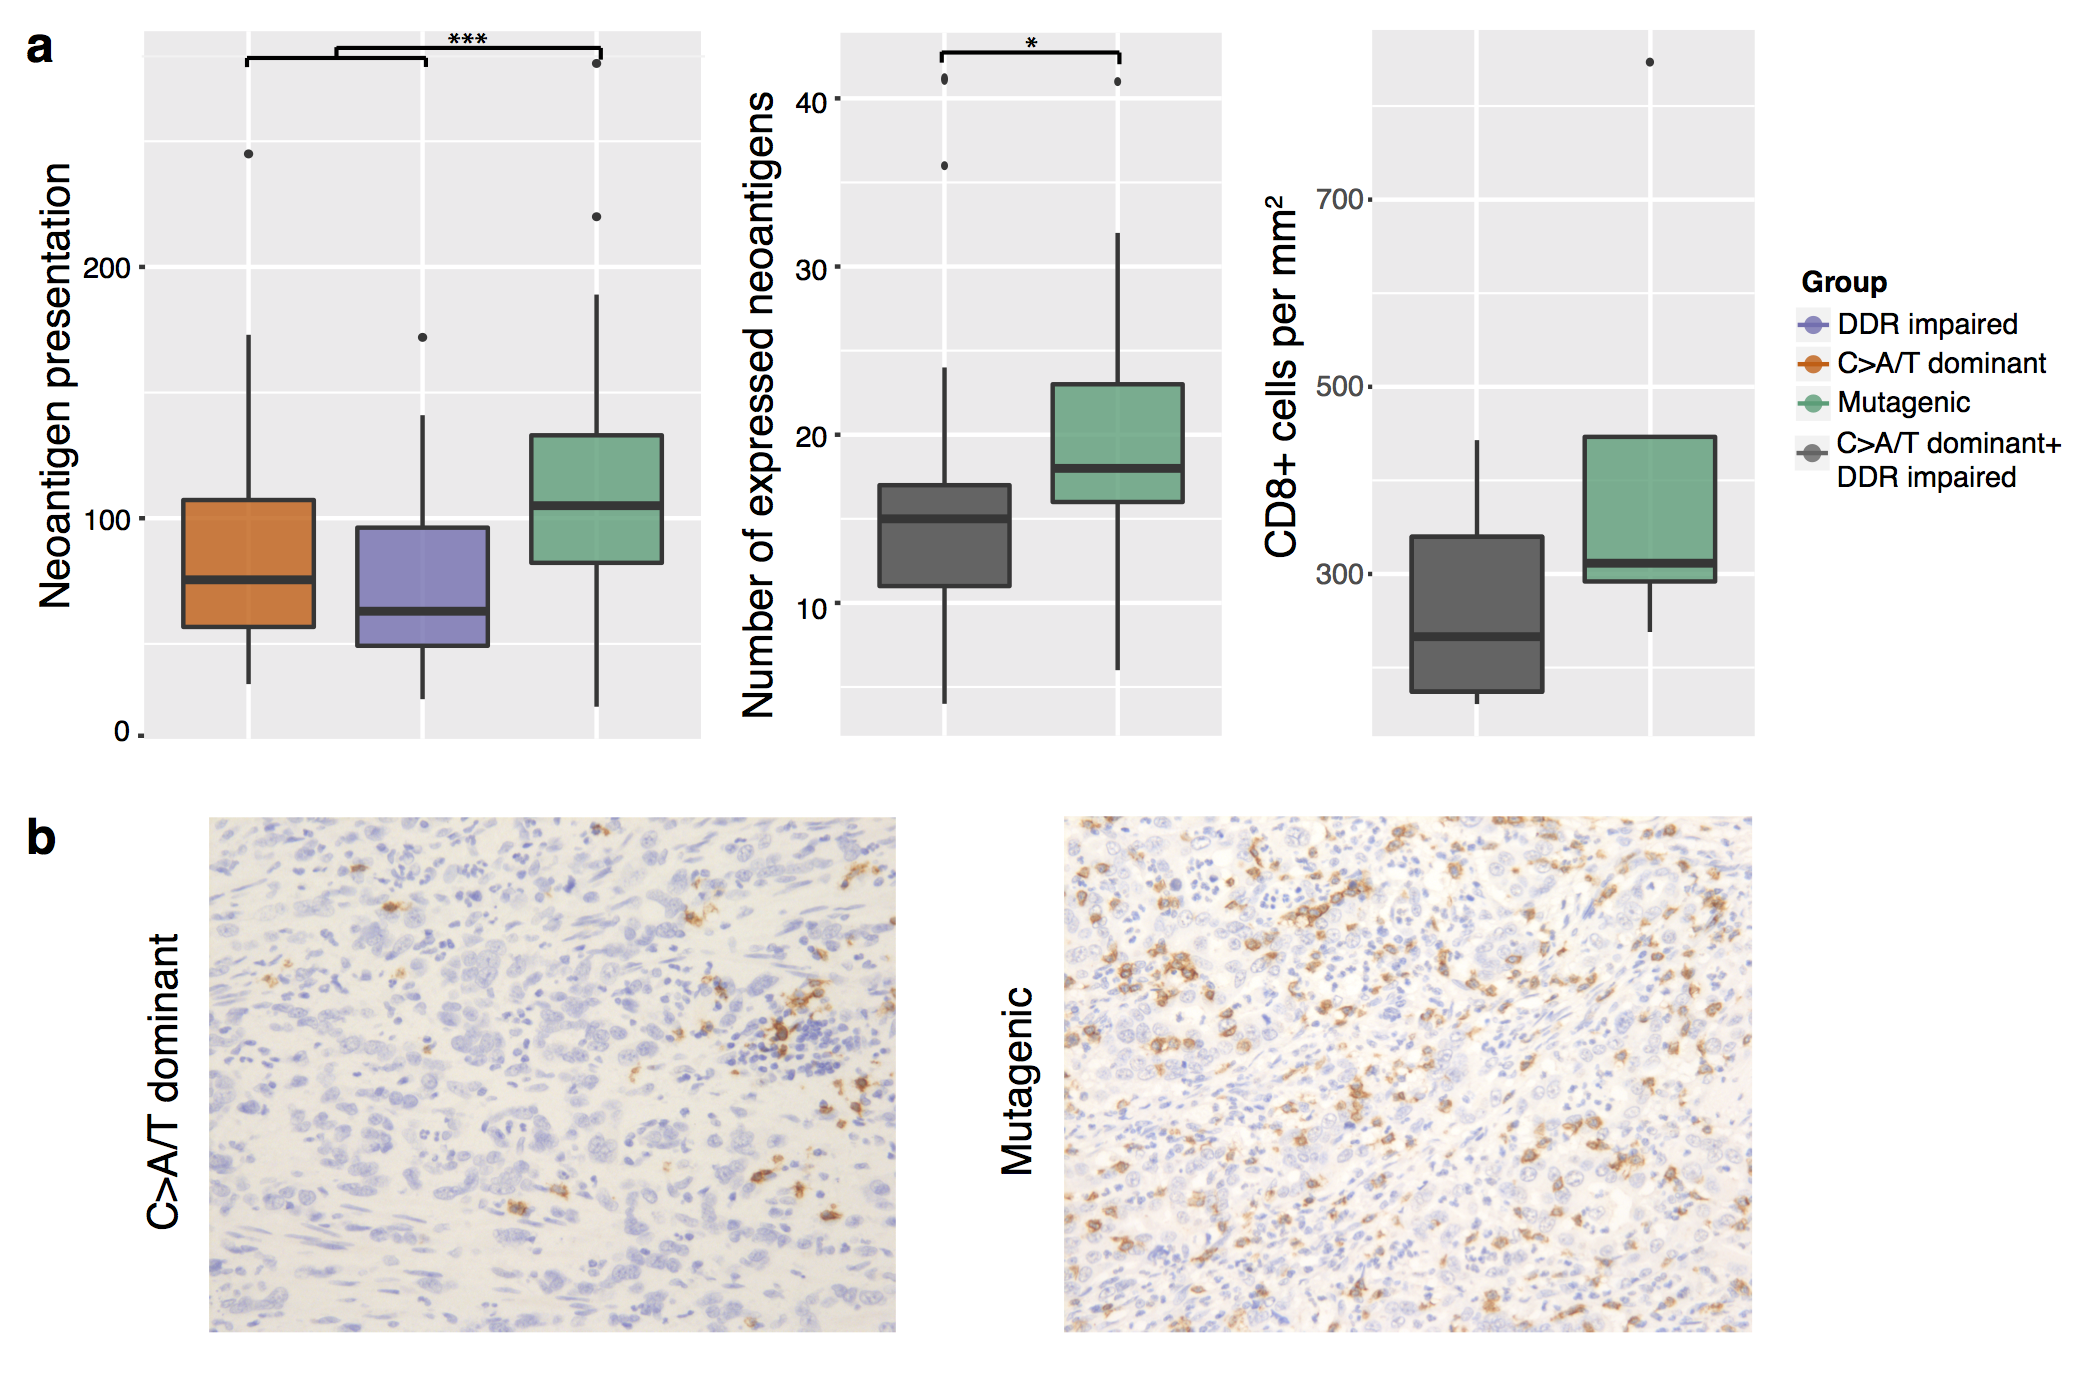 a
Neoantigen presentation
200
100
0
***
Number of expressed neoantigens
40
30
20
10
*
CD8+ cells per mm²
700
500
300
Group
DDR impaired
C>A/T dominant
Mutagenic
C>A/T dominant+
DDR impaired
b
C>A/T dominant
Mutagenic